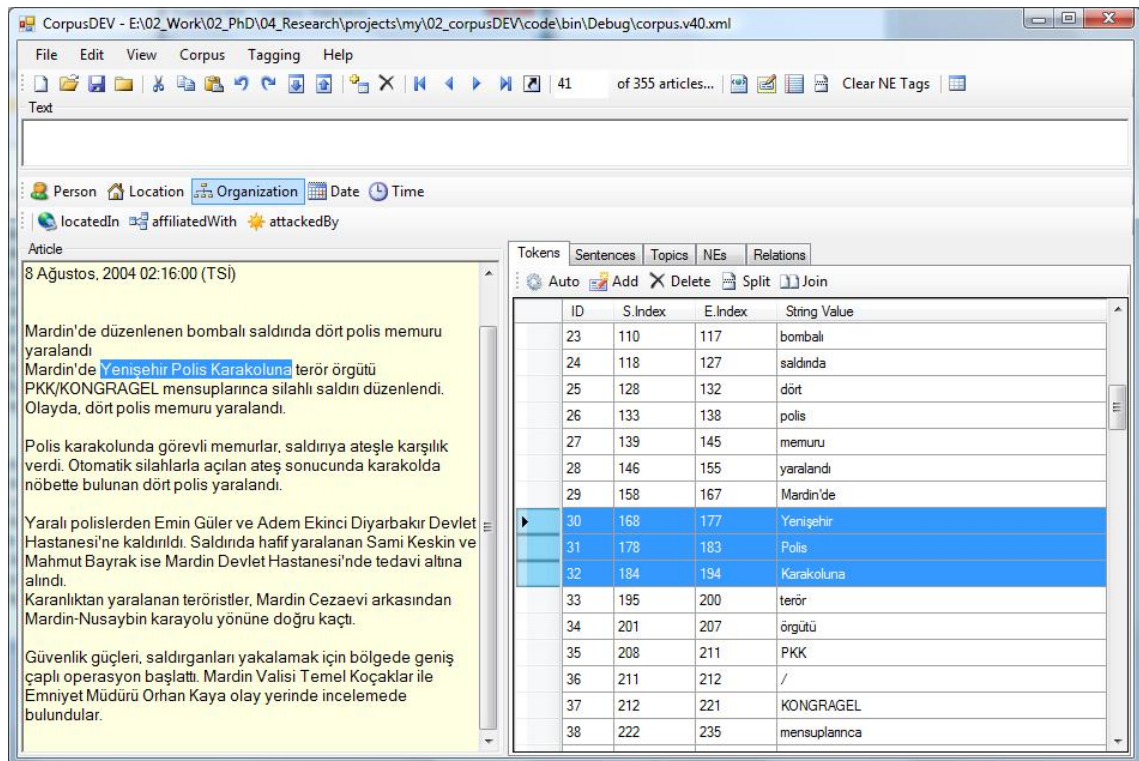 CorpusDEV - E:\02_Work\02_PhD\04_Research\projects\my\02_corpusDEV\code\bin\Debug\corpus.v40.xml
File Edit View Corpus Tagging Help
41 of 355 articles... Clear NE Tags
Text
Person Location Organization Date Time
locatedIn affiliatedWith attackedBy
Article
8 Ağustos, 2004 02:16:00 (TSİ)
Mardin'de düzenlenen bombalı saldırıda dört polis memuru
yaralandı
Mardin'de Yenişehir Polis Karakoluna terör örgütü
PKK/KONGRAGEL mensuplarınca silahlı saldırı düzenlendi.
Olayda, dört polis memuru yaralandı.
Polis karakolunda görevli memurlar, saldırıya ateşle karşılık
verdi. Otomatik silahlarla açılan ateş sonucunda karakolda
nöbette bulunan dört polis yaralandı.
Yaralı polislerden Emin Güler ve Adem Ekinci Diyarbakır Devlet
Hastanesi'ne kaldırıldı. Saldırıda hafif yaralanan Sami Keskin ve
Mahmut Bayrak ise Mardin Devlet Hastanesi'nde tedavi altına
alındı.
Karanlıktan yaralanan teröristler, Mardin Cezaevi arkasından
Mardin-Nusaybin karayolu yönüne doğru kaçtı.
Güvenlik güçleri, saldırganları yakalamak için bölgede geniş
çaplı operasyon başlattı. Mardin Valisi Temel Koçaklar ile
Emniyet Müdürü Orhan Kaya olay yerinde incelemede
bulundular.
Tokens Sentences Topics NEs Relations
Auto Add Delete Split Join
ID S.Index E.Index String Value
23 110 117 bombalı
24 118 127 saldırıda
25 128 132 dört
26 133 138 polis
27 139 145 memuru
28 146 155 yaralandı
29 158 167 Mardin'de
30 168 177 Yenişehir
31 178 183 Polis
32 184 194 Karakoluna
33 195 200 terör
34 201 207 örgütü
35 208 211 PKK
36 211 212 /
37 212 221 KONGRAGEL
38 222 235 mensuplarınca